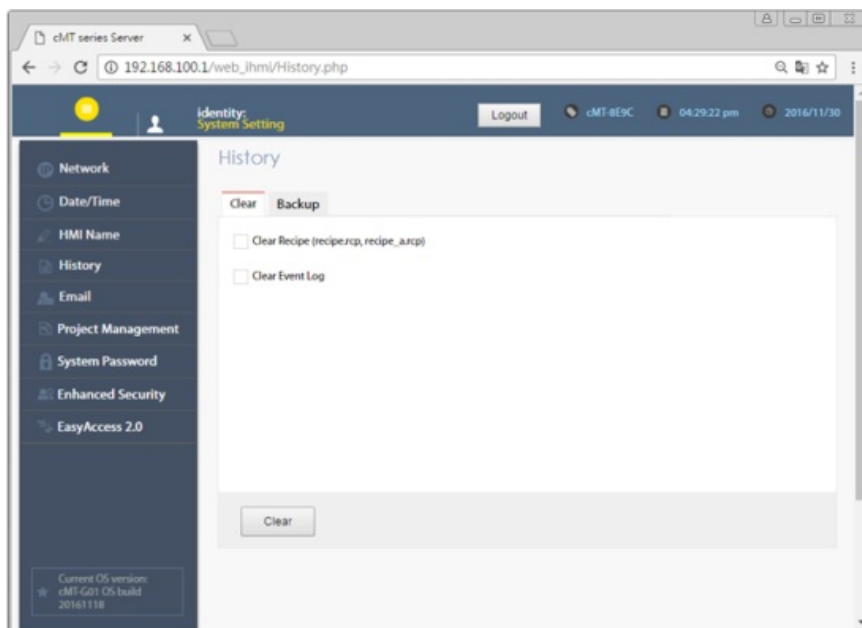 cMT series Server
192.168.100.1/web_ihmi/History.php
identity:
System Setting
Logout
cMT-8E9C
04:29:22 pm
2016/11/30
Network
Date/Time
HMI Name
History
Email
Project Management
System Password
Enhanced Security
EasyAccess 2.0
Current OS version:
cMT-G01 OS build
20161118
History
Clear Backup
Clear Recipe (recipe.rcp, recipe_a.rcp)
Clear Event Log
Clear